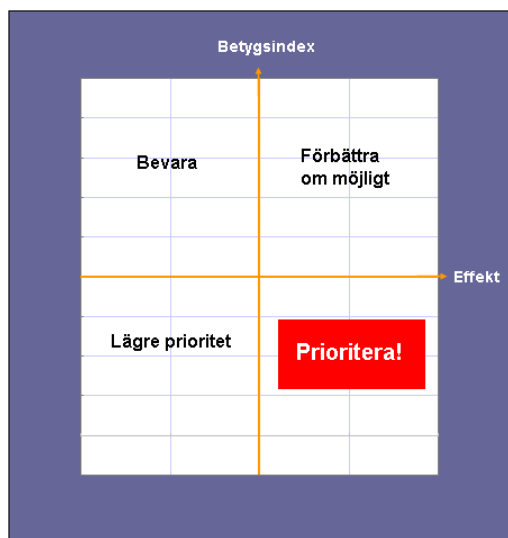 Betygsindex
Bevara
Förbättra
om möjligt
Effekt
Lägre prioritet
Prioritera!